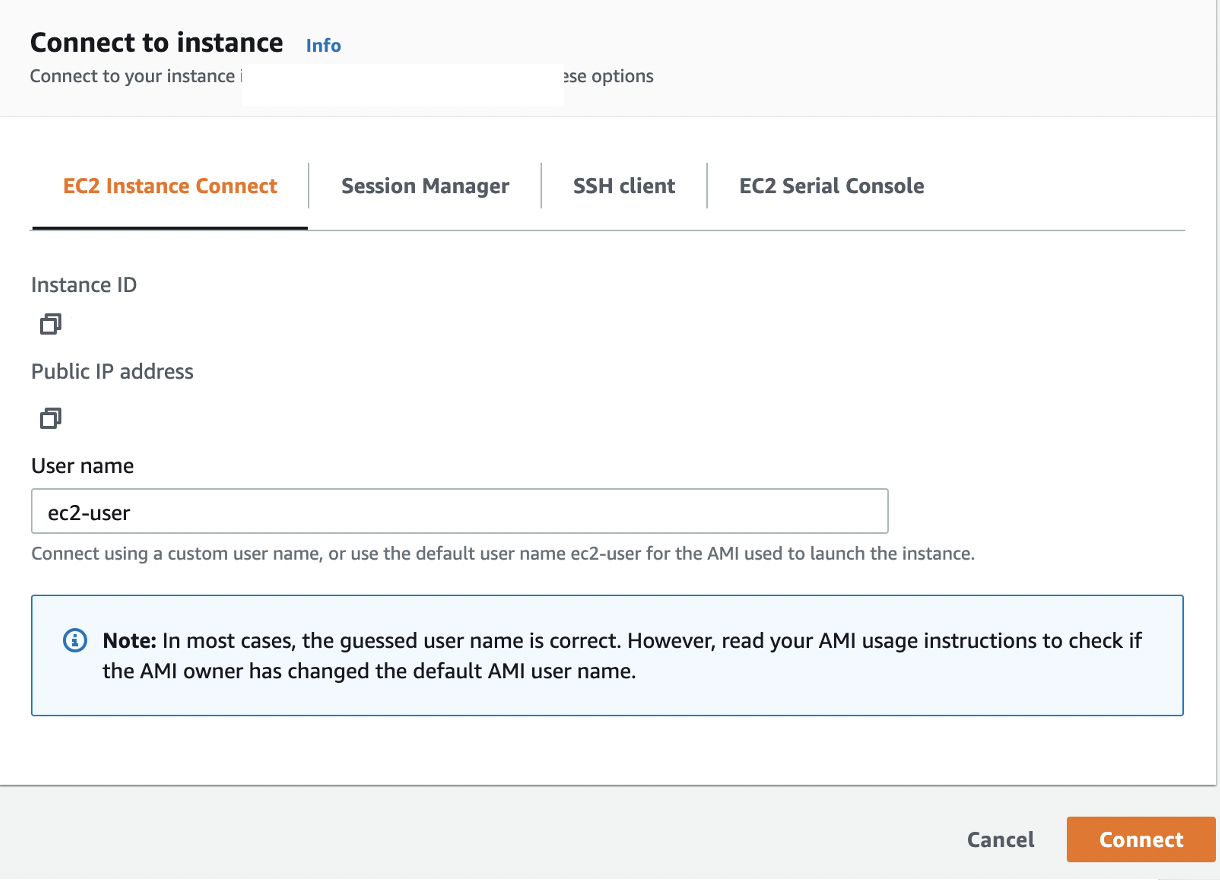 Connect to instance Info
Connect to your instance ese options
EC2 Instance Connect Session Manager SSH client EC2 Serial Console
Instance ID
Public IP address
User name
ec2-user
Connect using a custom user name, or use the default user name ec2-user for the AMI used to launch the instance.
Note: In most cases, the guessed user name is correct. However, read your AMI usage instructions to check if
the AMI owner has changed the default AMI user name.
Cancel Connect